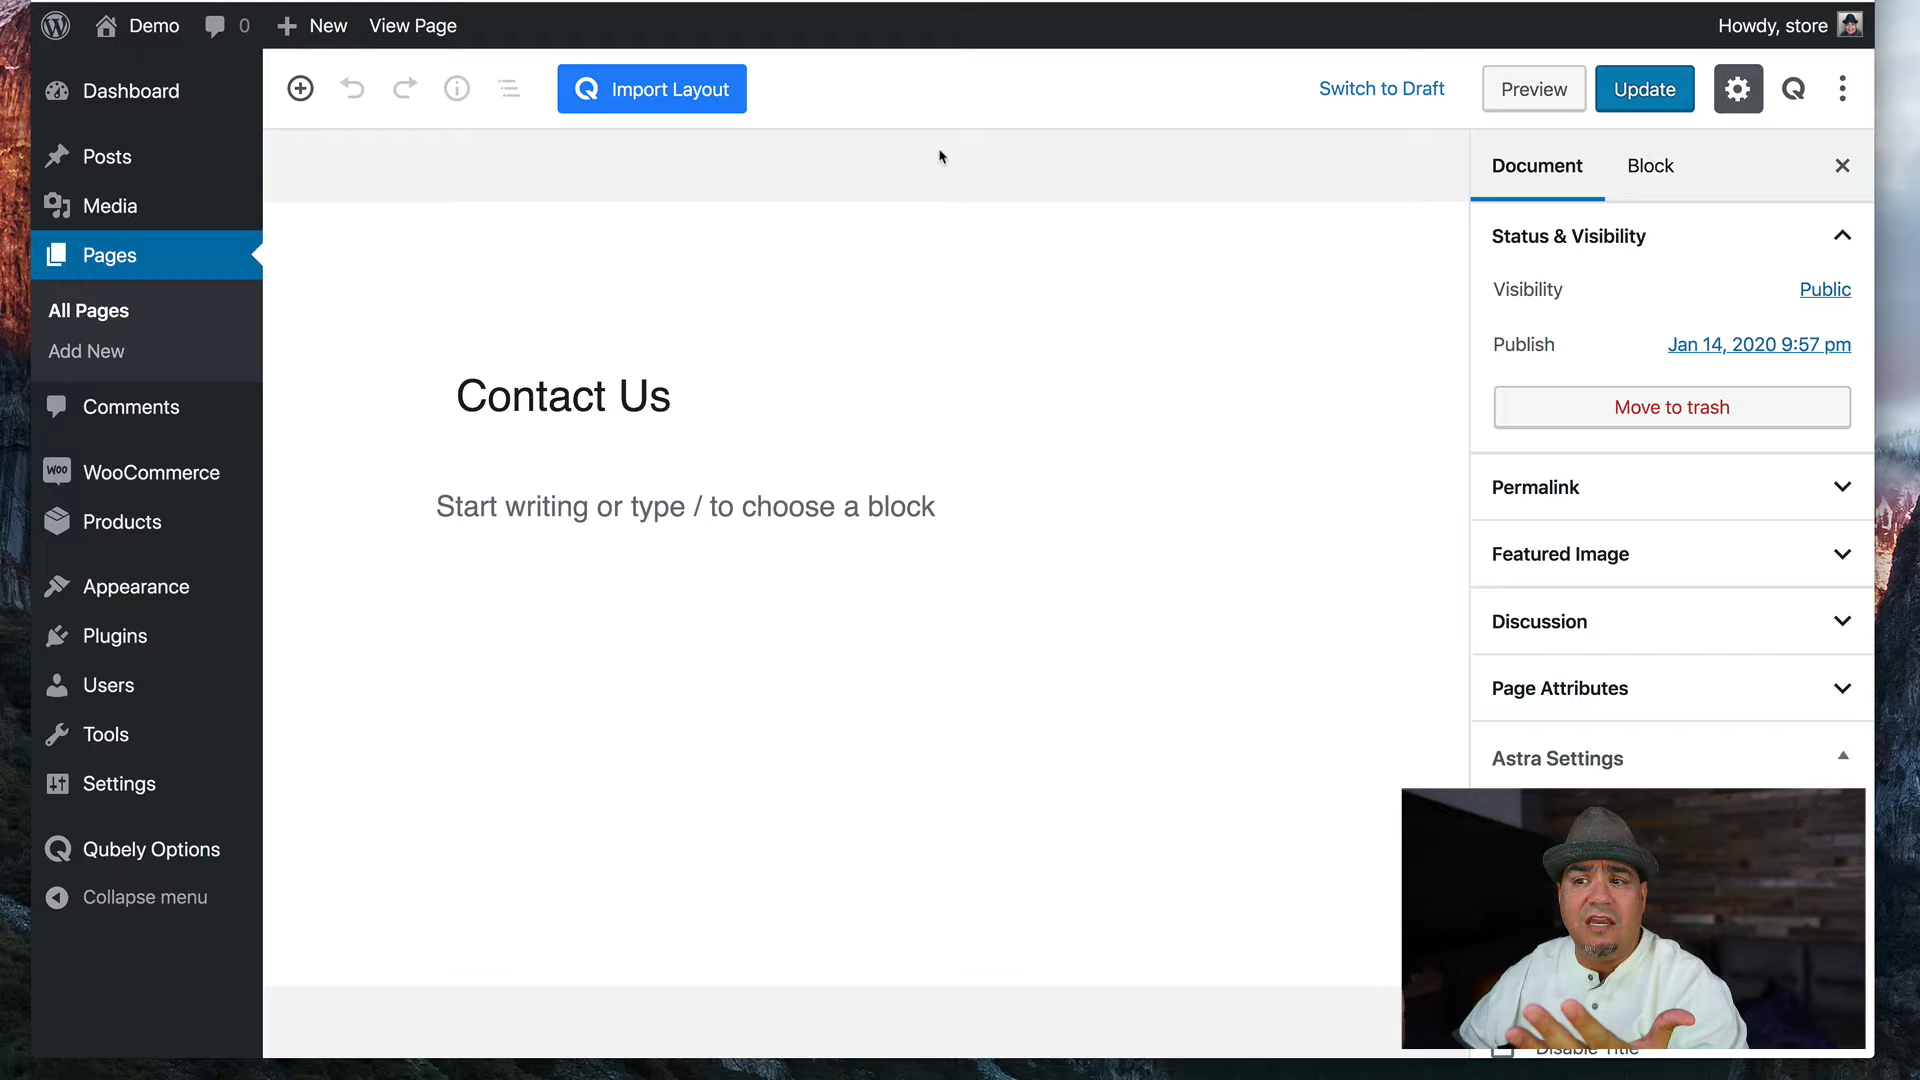 Demo
0
New
View Page
Howdy, store
Dashboard
Posts
Media
Pages
All Pages
Add New
Comments
WOO
WooCommerce
Products
Appearance
Plugins
Users
Tools
Settings
Qubely Options
Collapse menu
Import Layout
Switch to Draft
Preview
Update
Contact Us
Start writing or type / to choose a block
Document
Block
Status & Visibility
Visibility
Public
Publish
Jan 14, 2020 9:57 pm
Move to trash
Permalink
Featured Image
Discussion
Page Attributes
Astra Settings
Disable Title